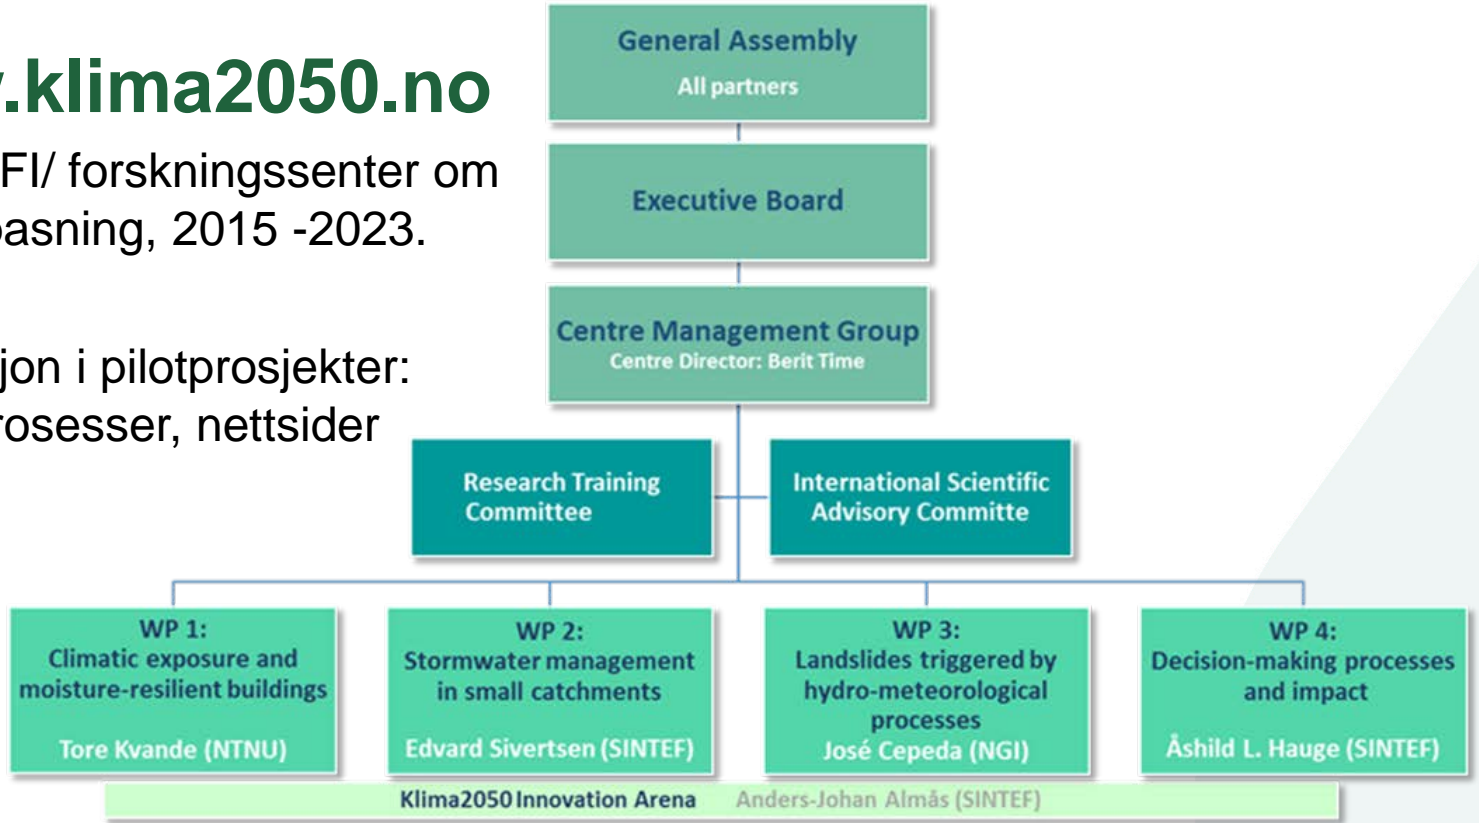 .klima2050.no
FI/ forskningssenter om
asning, 2015 -2023.
jon i pilotprosjekter:
rosesser, nettsider
General Assembly
All partners
Executive Board
Centre Management Group
Centre Director: Berit Time
Research Training
Committee
International Scientific
Advisory Committe
WP 1:
Climatic exposure and
moisture-resilient buildings
Tore Kvande (NTNU)
WP 2:
Stormwater management
in small catchments
Edvard Sivertsen (SINTEF)
WP 3:
Landslides triggered by
hydro-meteorological
processes
José Cepeda (NGI)
WP 4:
Decision-making processes
and impact
Åshild L. Hauge (SINTEF)
Klima2050 Innovation Arena Anders-Johan Almås (SINTEF)